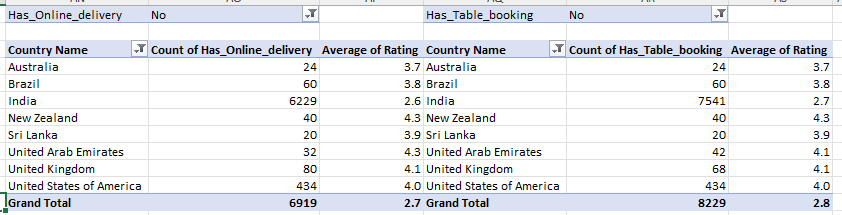 Has_Online_delivery No Has_Table_booking No
Country Name Count of Has_Online_delivery Average of Rating Country Name Count of Has_Table_booking Average of Rating
Australia 24 3.7 Australia 24 3.7
Brazil 60 3.8 Brazil 60 3.8
India 6229 2.6 India 7541 2.7
New Zealand 40 4.3 New Zealand 40 4.3
Sri Lanka 20 3.9 Sri Lanka 20 3.9
United Arab Emirates 32 4.3 United Arab Emirates 42 4.1
United Kingdom 80 4.1 United Kingdom 68 4.1
United States of America 434 4.0 United States of America 434 4.0
Grand Total 6919 2.7 Grand Total 8229 2.8